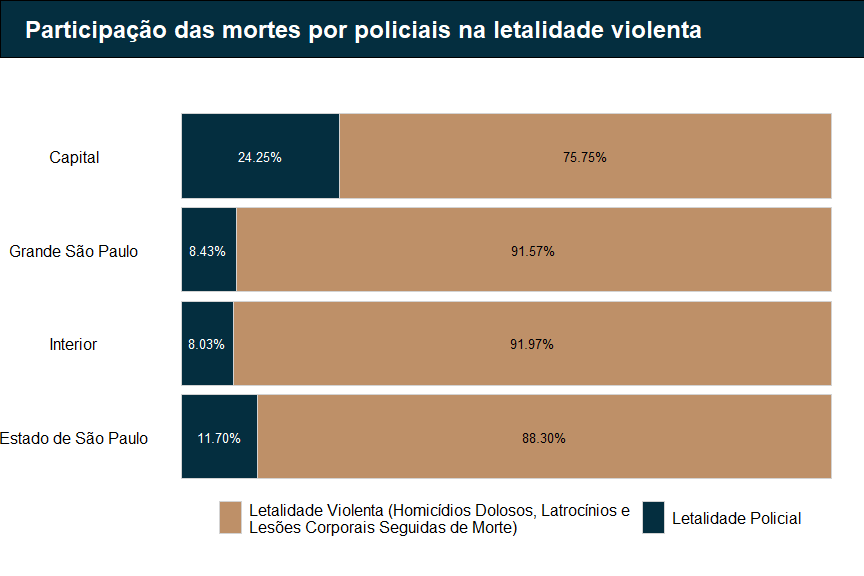 Participação das mortes por policiais na letalidade violenta
Capital
24.25%
75.75%
Grande São Paulo
8.43%
91.57%
Interior
8.03%
91.97%
Estado de São Paulo
11.70%
88.30%
Letalidade Violenta (Homicídios Dolosos, Latrocínios e
Lesões Corporais Seguidas de Morte)
Letalidade Policial